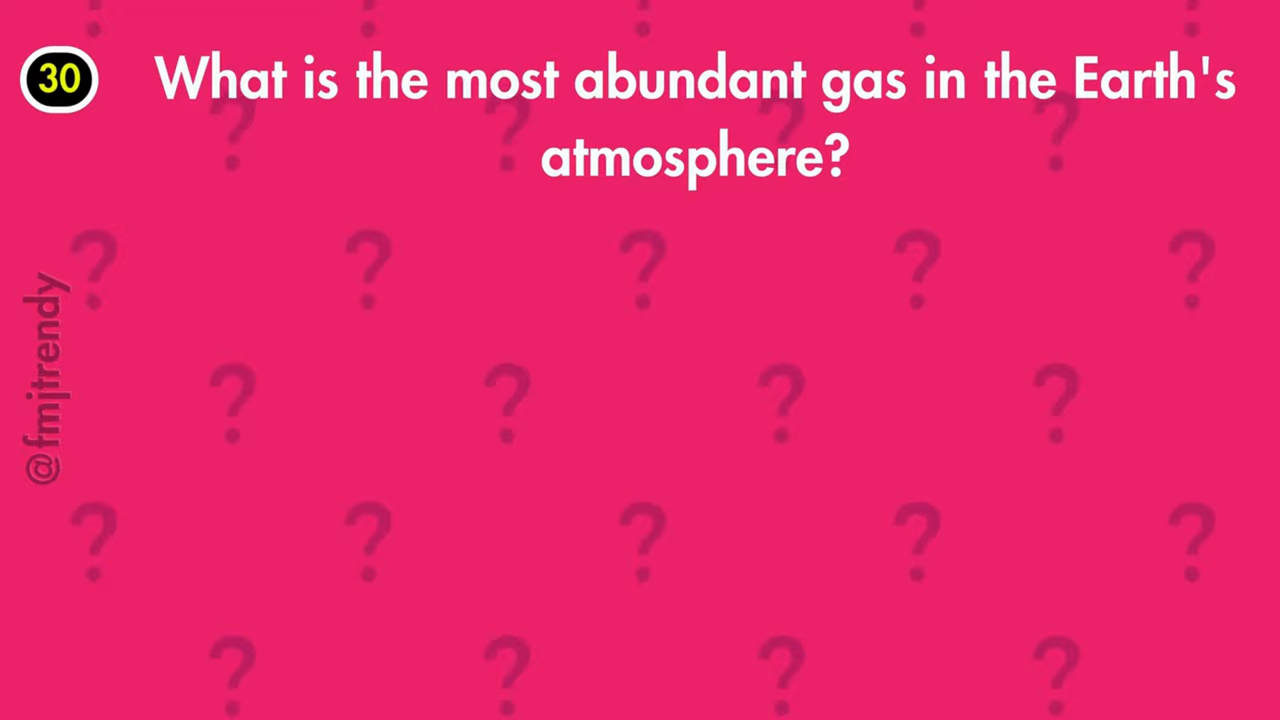 30
What is the most abundant gas in the Earth's
atmosphere?
@fmjtrendy